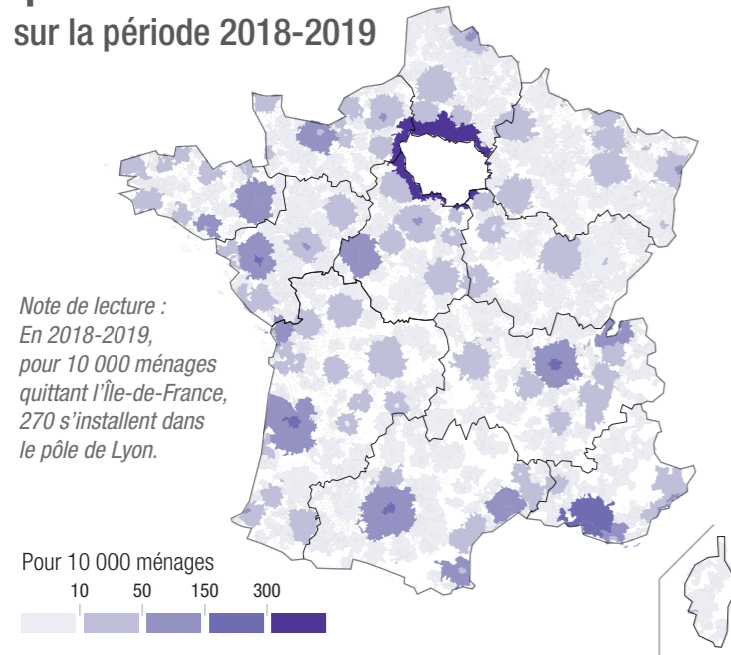 sur la période 2018-2019
Note de lecture :
En 2018-2019,
pour 10 000 ménages
quittant l'Île-de-France,
270 s'installent dans
le pôle de Lyon.
Pour 10 000 ménages
10 50 150 300